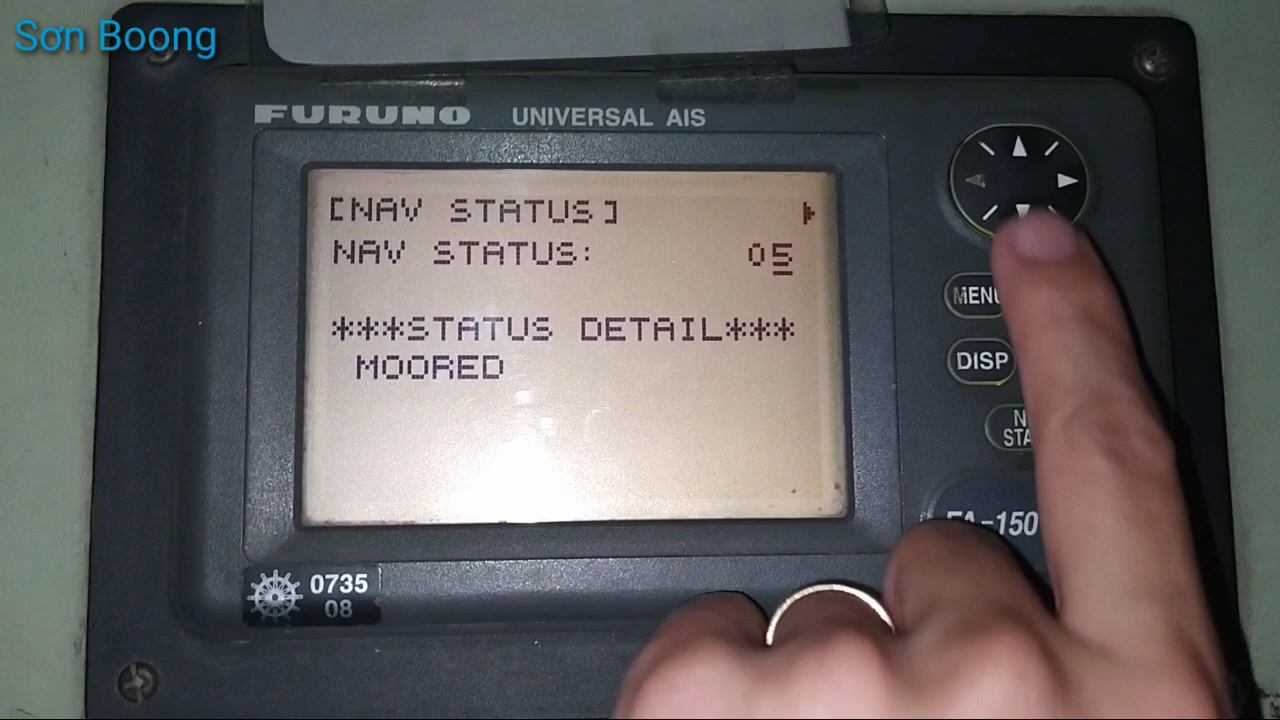 Sơn Boong
FURUNO UNIVERSAL AIS
[NAV STATUS]
NAV STATUS: 05
***STATUS DETAIL***
MOORED
MENU
DISP
0735
08